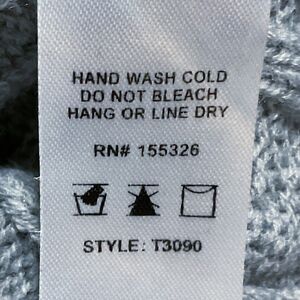 HAND WASH COLD
DO NOT BLEACH
HANG OR LINE DRY
RN# 155326
STYLE: T3090